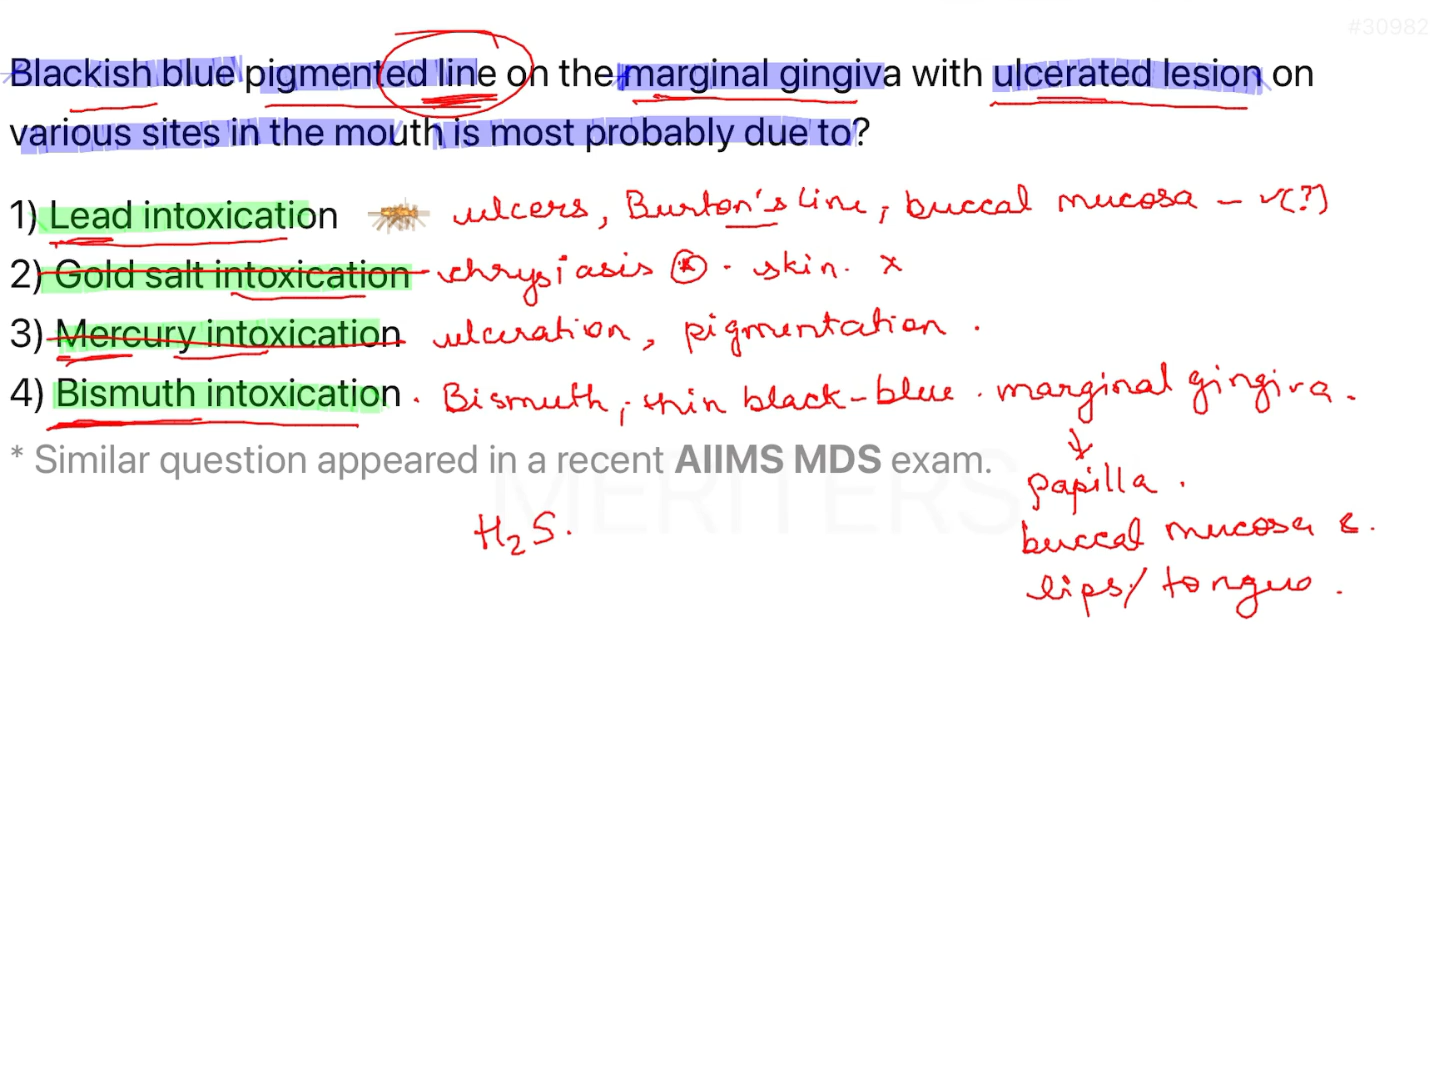 #30982
Blackish blue pigmented line on the marginal gingiva with ulcerated lesion on
various sites in the mouth is most probably due to?
1) Lead intoxication ulcers, Burton's line, buccal mucosa - ✓(?)
2) Gold salt intoxication - chrysiasis * . skin. x
3) Mercury intoxication ulceration, pigmentation .
4) Bismuth intoxication . Bismuth, thin black-blue . marginal gingiva.
↓
* Similar question appeared in a recent AIIMS MDS exam.
papilla .
MERITERS
H₂S.
buccal mucosa &.
lips/ tongue .